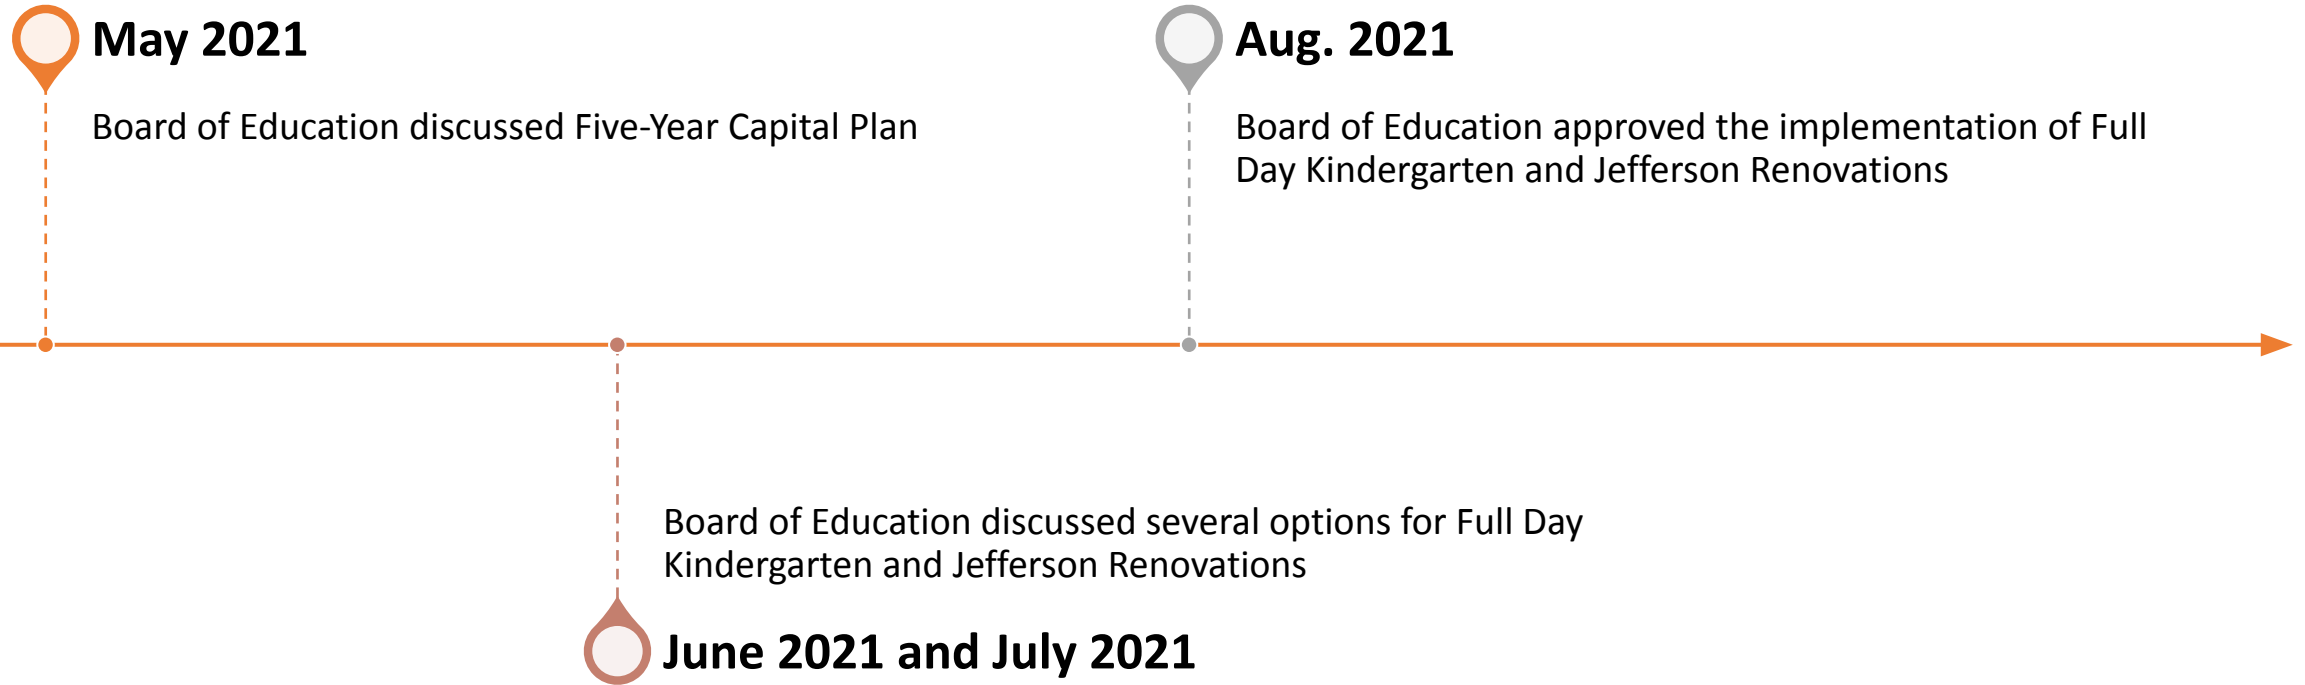 May 2021
Board of Education discussed Five-Year Capital Plan
Aug. 2021
Board of Education approved the implementation of Full
Day Kindergarten and Jefferson Renovations
Board of Education discussed several options for Full Day
Kindergarten and Jefferson Renovations
June 2021 and July 2021